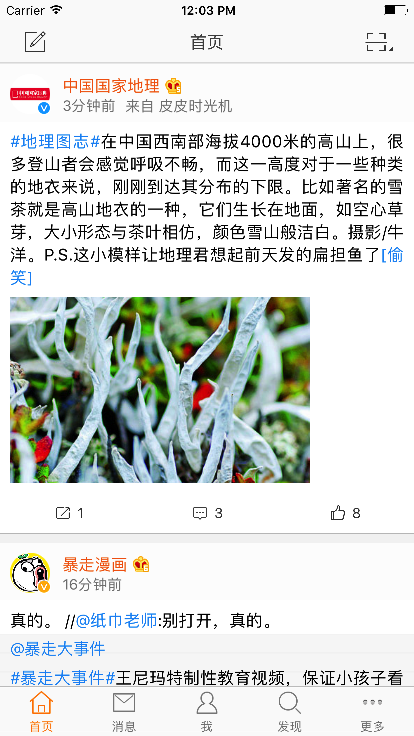 Carrier 12:03 PM
首页
中国国家地理
3分钟前 来自 皮皮时光机
#地理图志#在中国西南部海拔4000米的高山上，很
多登山者会感觉呼吸不畅，而这一高度对于一些种类
的地衣来说，刚刚到达其分布的下限。比如著名的雪
茶就是高山地衣的一种，它们生长在地面，如空心草
芽，大小形态与茶叶相仿，颜色雪山般洁白。摄影/牛
洋。P.S.这小模样让地理君想起前天发的扁担鱼了[偷
笑]
1 3 8
暴走漫画
16分钟前
真的。 //@纸巾老师:别打开，真的。
@暴走大事件
#暴走大事件#王尼玛特制性教育视频，保证小孩子看
首页 消息 我 发现 更多